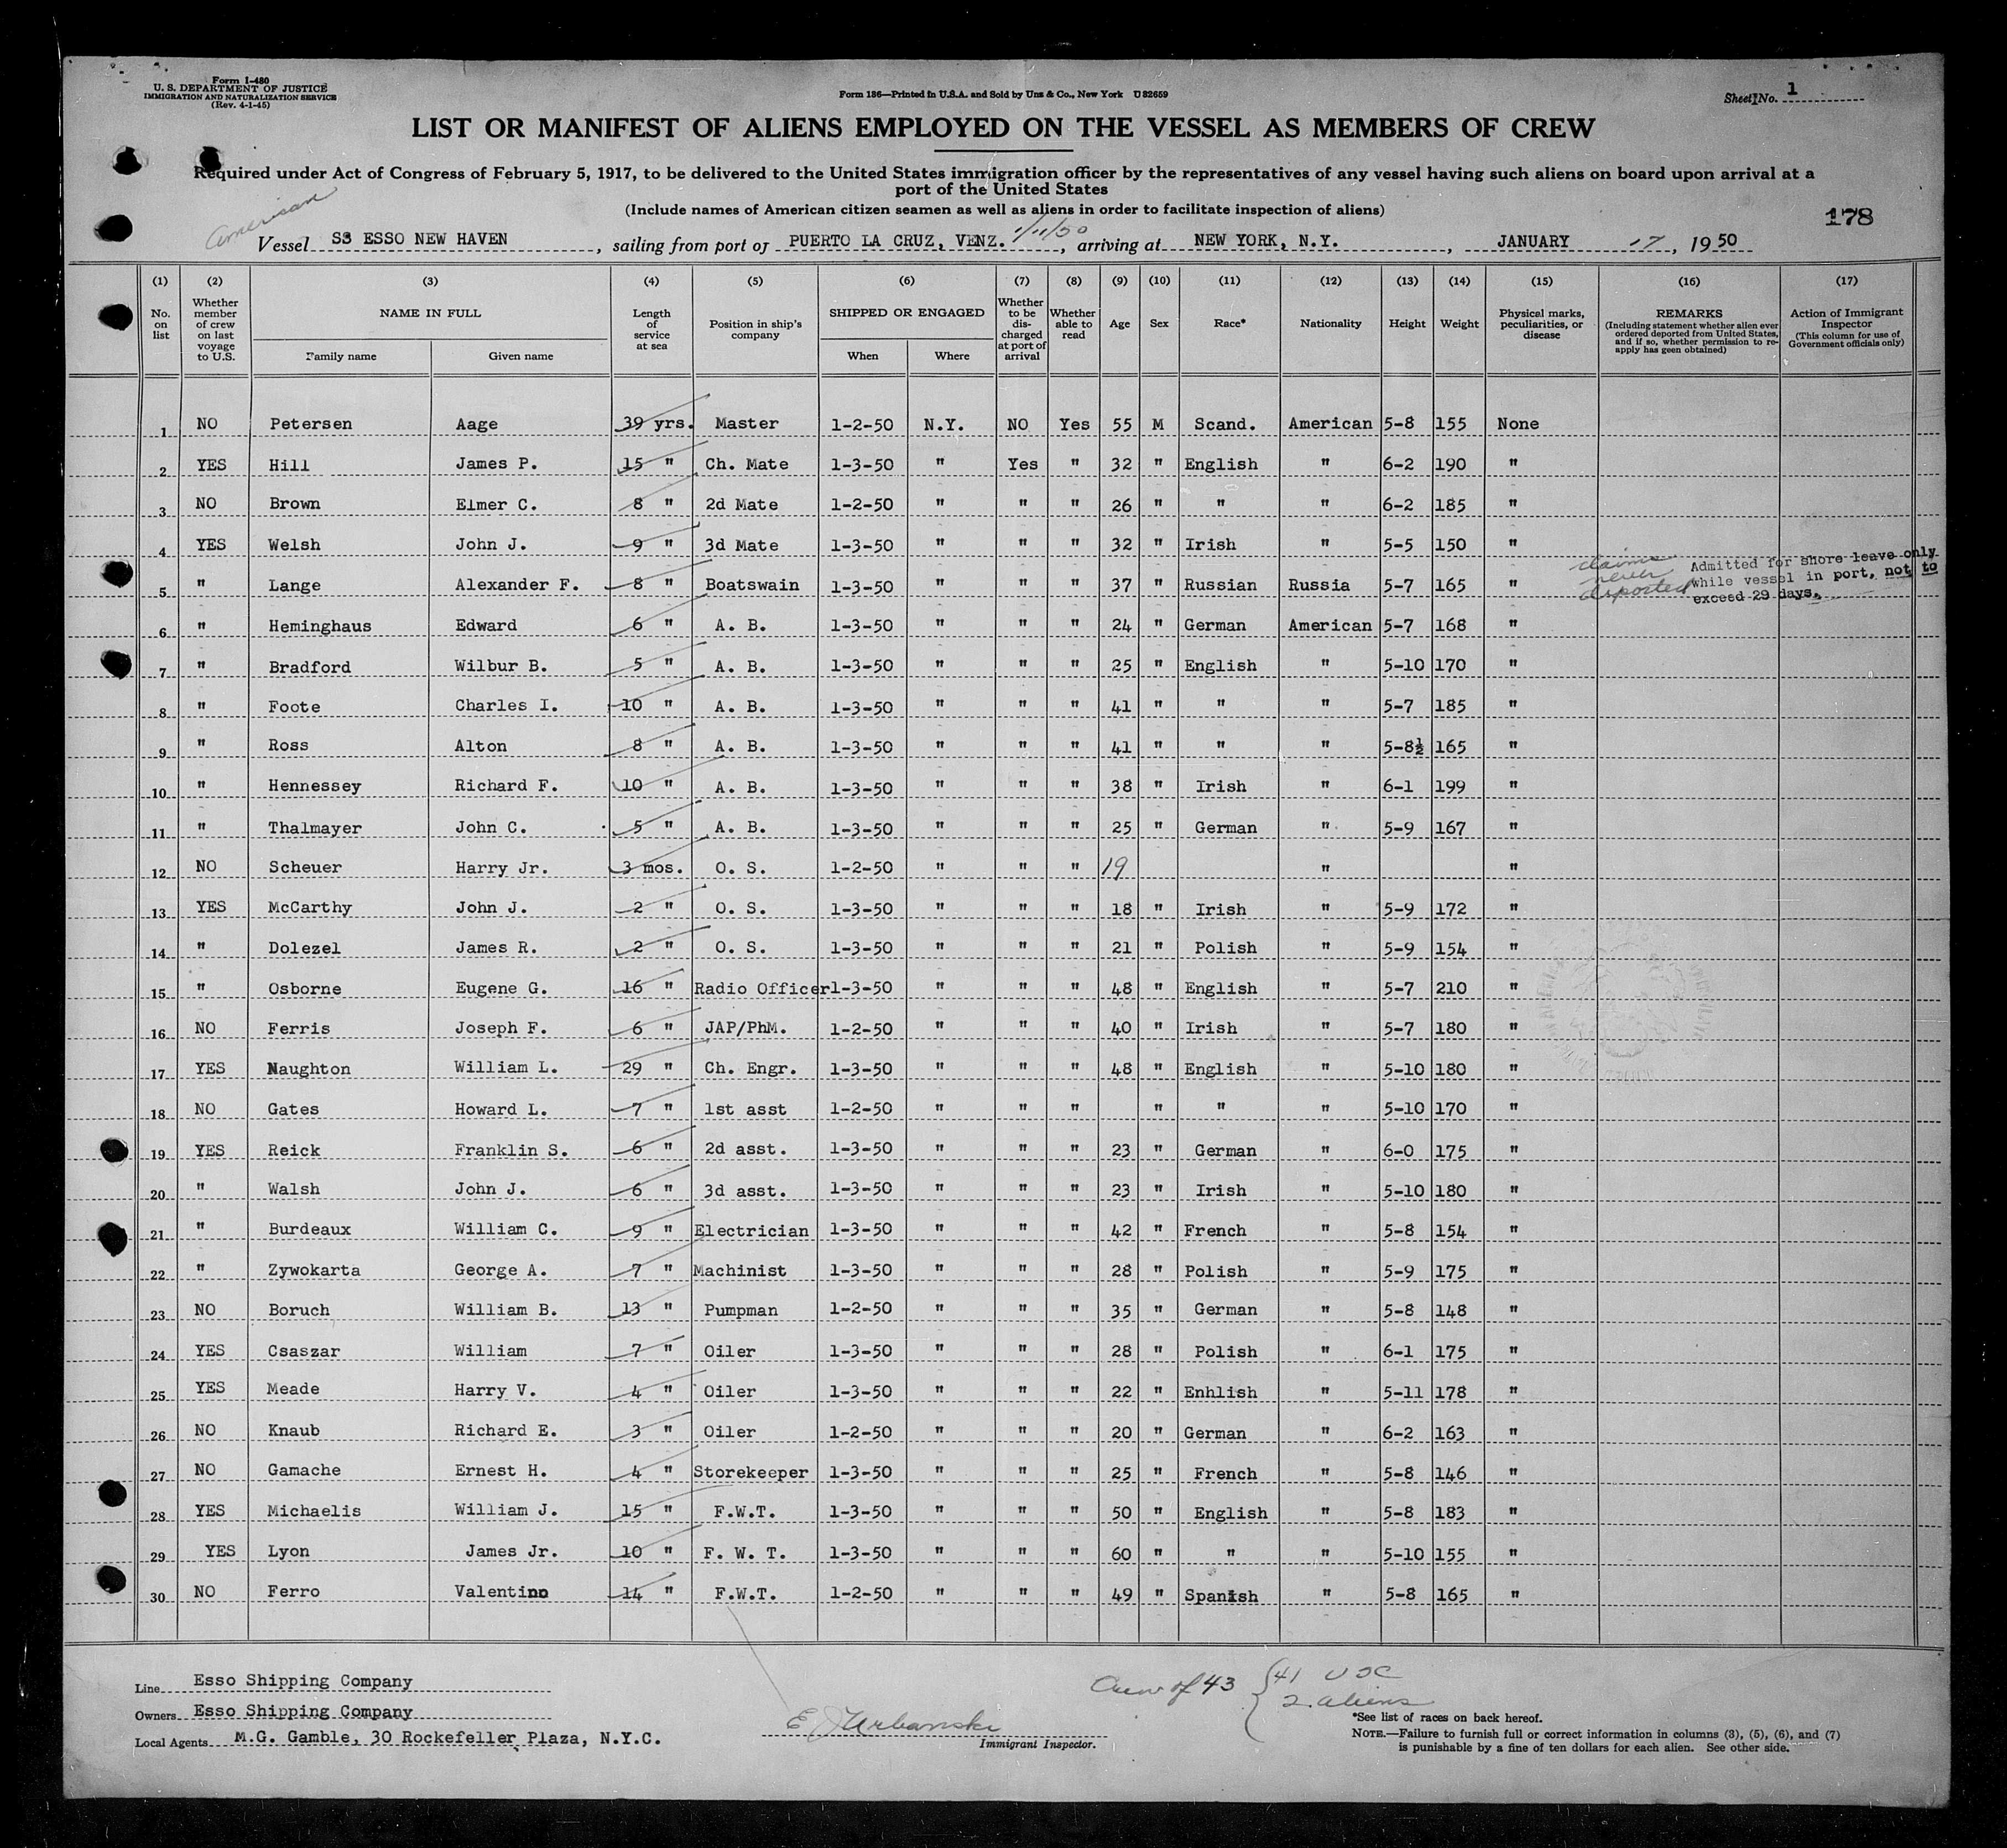 Form I-480
U. S. DEPARTMENT OF JUSTICE
IMMIGRATION AND NATURALIZATION SERVICE
(Rev. 4-1-45)
Form 186—Printed in U.S.A. and Sold by Unz & Co., New York U 82659
Sheet No. 1
LIST OR MANIFEST OF ALIENS EMPLOYED ON THE VESSEL AS MEMBERS OF CREW
Required under Act of Congress of February 5, 1917, to be delivered to the United States immigration officer by the representatives of any vessel having such aliens on board upon arrival at a
port of the United States
(Include names of American citizen seamen as well as aliens in order to facilitate inspection of aliens)
178
American
Vessel SS ESSO NEW HAVEN, sailing from port of PUERTO LA CRUZ, VENZ. 1/11/50, arriving at NEW YORK, N.Y., JANUARY 17, 1950
(1) (2) (3) (4) (5) (6) (7) (8) (9) (10) (11) (12) (13) (14) (15) (16) (17)
No. on list
Whether member of crew on last voyage to U.S.
NAME IN FULL
Family name
Given name
Length of service at sea
Position in ship's company
SHIPPED OR ENGAGED
When
Where
Whether to be discharged at port of arrival
Whether able to read
Age
Sex
Race*
Nationality
Height
Weight
Physical marks, peculiarities, or disease
REMARKS
(Including statement whether alien ever ordered deported from United States, and if so, whether permission to re-apply has geen obtained)
Action of Immigrant Inspector
(This column for use of Government officials only)
1 NO Petersen Aage 39 yrs. Master 1-2-50 N.Y. NO Yes 55 M Scand. American 5-8 155 None
2 YES Hill James P. 15 " Ch. Mate 1-3-50 " Yes " 32 " English " 6-2 190 "
3 NO Brown Elmer C. 8 " 2d Mate 1-2-50 " " " 26 " " " 6-2 185 "
4 YES Welsh John J. 9 " 3d Mate 1-3-50 " " " 32 " Irish " 5-5 150 "
5 " Lange Alexander F. 8 " Boatswain 1-3-50 " " " 37 " Russian Russia 5-7 165 " claims never deported Admitted for shore leave only while vessel in port, not to exceed 29 days.
6 " Heminghaus Edward 6 " A. B. 1-3-50 " " " 24 " German American 5-7 168 "
7 " Bradford Wilbur B. 5 " A. B. 1-3-50 " " " 25 " English " 5-10 170 "
8 " Foote Charles I. 10 " A. B. 1-3-50 " " " 41 " " " 5-7 185 "
9 " Ross Alton 8 " A. B. 1-3-50 " " " 41 " " " 5-8½ 165 "
10 " Hennessey Richard F. 10 " A. B. 1-3-50 " " " 38 " Irish " 6-1 199 "
11 " Thalmayer John C. 5 " A. B. 1-3-50 " " " 25 " German " 5-9 167 "
12 NO Scheuer Harry Jr. 3 mos. O. S. 1-2-50 " " " 19 " "
13 YES McCarthy John J. 2 " O. S. 1-3-50 " " " 18 " Irish " 5-9 172 "
14 " Dolezel James R. 2 " O. S. 1-3-50 " " " 21 " Polish " 5-9 154 "
15 " Osborne Eugene G. 16 " Radio Officer 1-3-50 " " " 48 " English " 5-7 210 "
16 NO Ferris Joseph F. 6 " JAP/PhM. 1-2-50 " " " 40 " Irish " 5-7 180 "
17 YES Naughton William L. 29 " Ch. Engr. 1-3-50 " " " 48 " English " 5-10 180 "
18 NO Gates Howard L. 7 " 1st asst 1-2-50 " " " " " " 5-10 170 "
19 YES Reick Franklin S. 6 " 2d asst. 1-3-50 " " " 23 " German " 6-0 175 "
20 " Walsh John J. 6 " 3d asst. 1-3-50 " " " 23 " Irish " 5-10 180 "
21 " Burdeaux William C. 9 " Electrician 1-3-50 " " " 42 " French " 5-8 154 "
22 " Zywokarta George A. 7 " Machinist 1-3-50 " " " 28 " Polish " 5-9 175 "
23 NO Boruch William B. 13 " Pumpman 1-2-50 " " " 35 " German " 5-8 148 "
24 YES Csaszar William 7 " Oiler 1-3-50 " " " 28 " Polish " 6-1 175 "
25 YES Meade Harry V. 4 " Oiler 1-3-50 " " " 22 " Enhlish " 5-11 178 "
26 NO Knaub Richard E. 3 " Oiler 1-2-50 " " " 20 " German " 6-2 163 "
27 NO Gamache Ernest H. 4 " Storekeeper 1-3-50 " " " 25 " French " 5-8 146 "
28 YES Michaelis William J. 15 " F.W.T. 1-3-50 " " " 50 " English " 5-8 183 "
29 YES Lyon James Jr. 10 " F. W. T. 1-3-50 " " " 60 " " " 5-10 155 "
30 NO Ferro Valentino 14 " F.W.T. 1-2-50 " " " 49 " Spanish " 5-8 165 "
Line Esso Shipping Company
Owners Esso Shipping Company
Local Agents M.G. Gamble, 30 Rockefeller Plaza, N.Y.C.
E J Urbanski
Immigrant Inspector.
Crew of 43 { 41 USC
2 aliens
*See list of races on back hereof.
NOTE.—Failure to furnish full or correct information in columns (3), (5), (6), and (7)
is punishable by a fine of ten dollars for each alien. See other side.